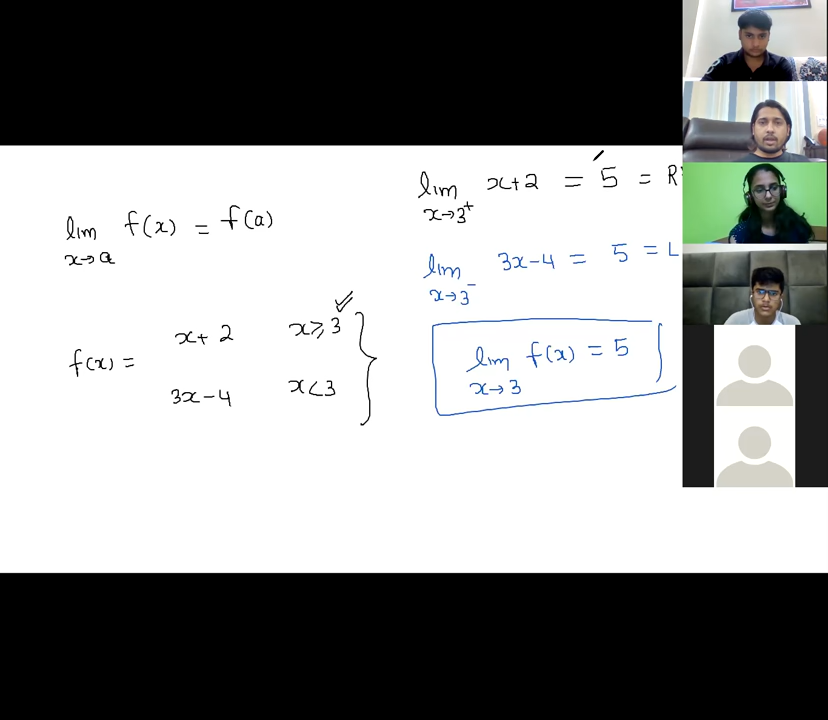 lim f(x) = f(a)
x→a
f(x) =
x+2 x≥3
3x-4 x<3
lim x+2 = 5 = R
x→3⁺
lim 3x-4 = 5 = L
x→3⁻
lim f(x) = 5
x→3